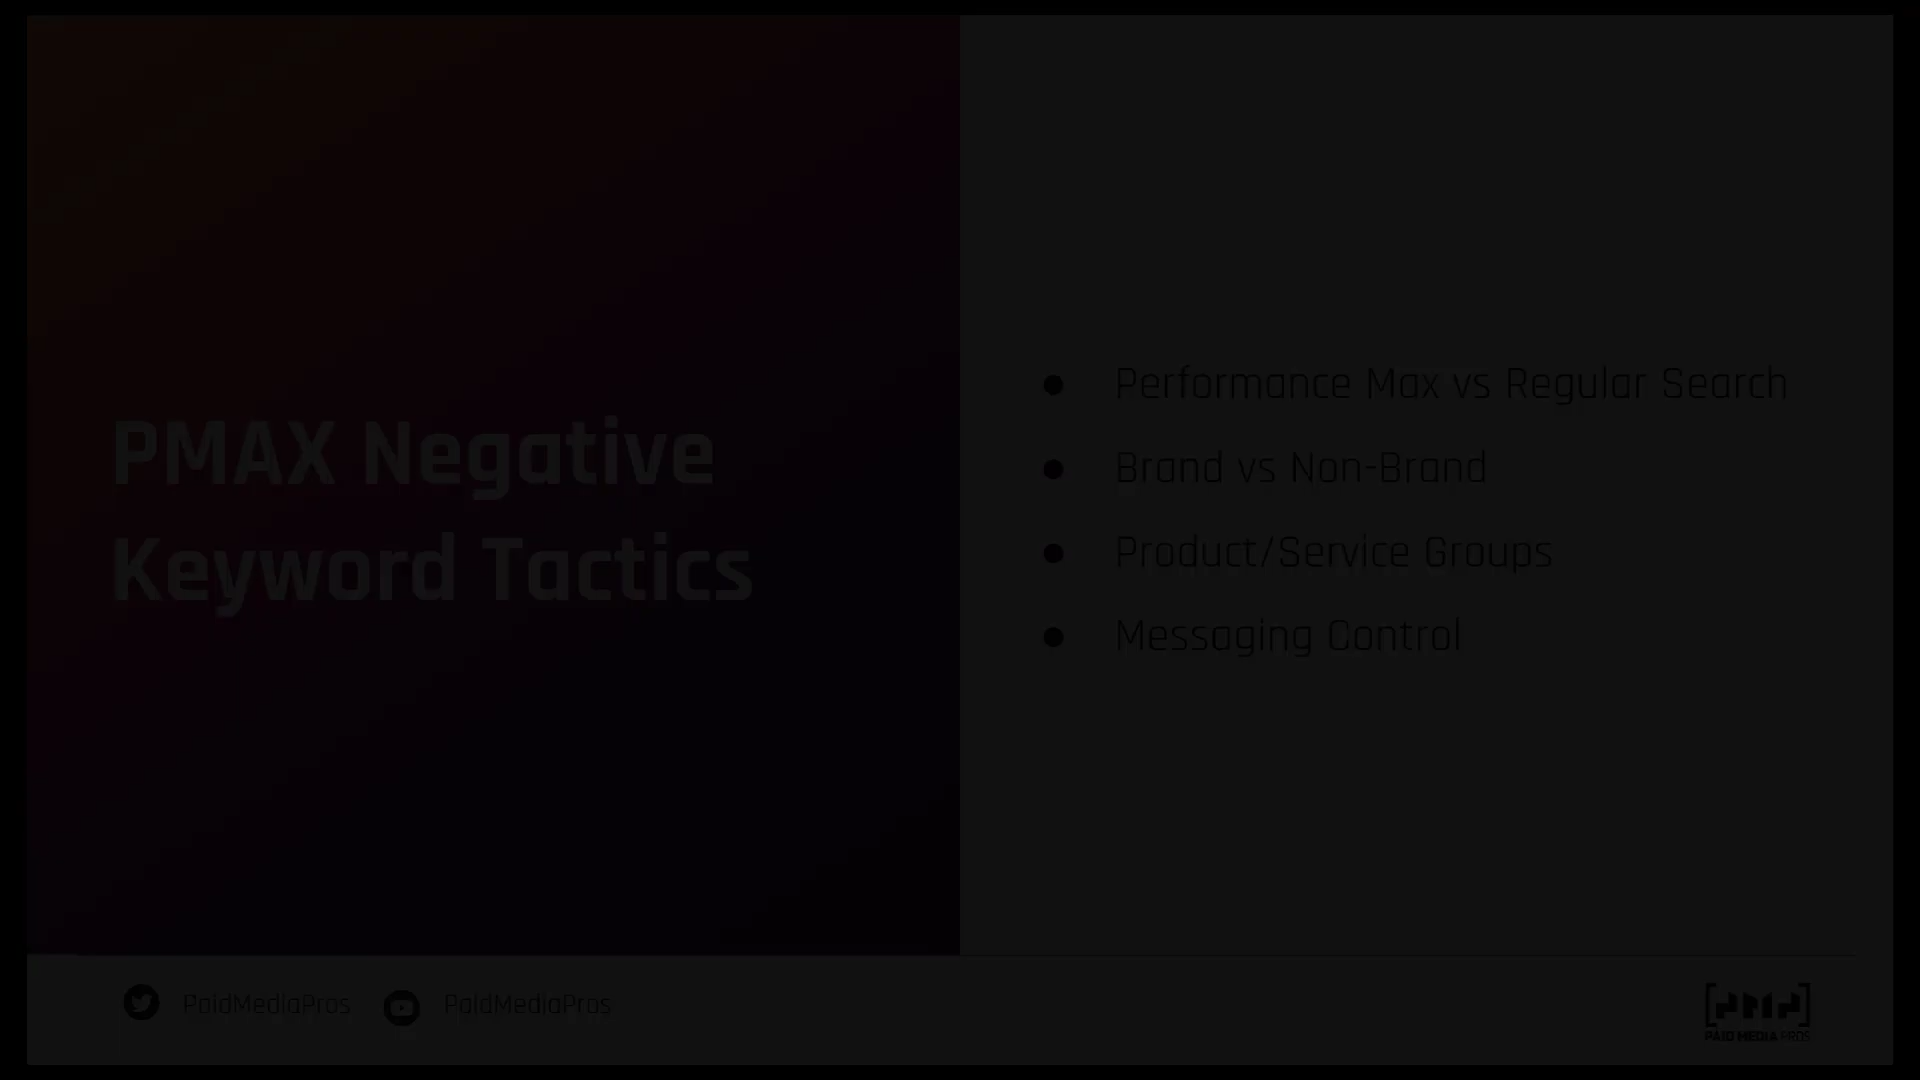 PMAX Negative
Keyword Tactics
● Performance Max vs Regular Search
● Brand vs Non-Brand
● Product/Service Groups
● Messaging Control
PaidMediaPros
PaidMediaPros
PMP
PAID MEDIA PROS